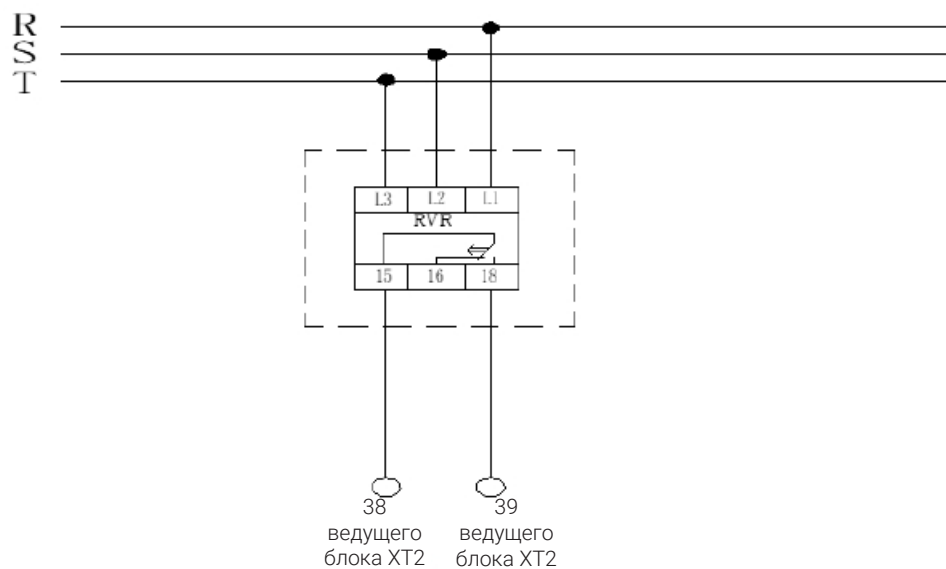 R
S
T
L3 L2 L1
RVR
15 16 18
38 39
ведущего ведущего
блока XT2 блока XT2